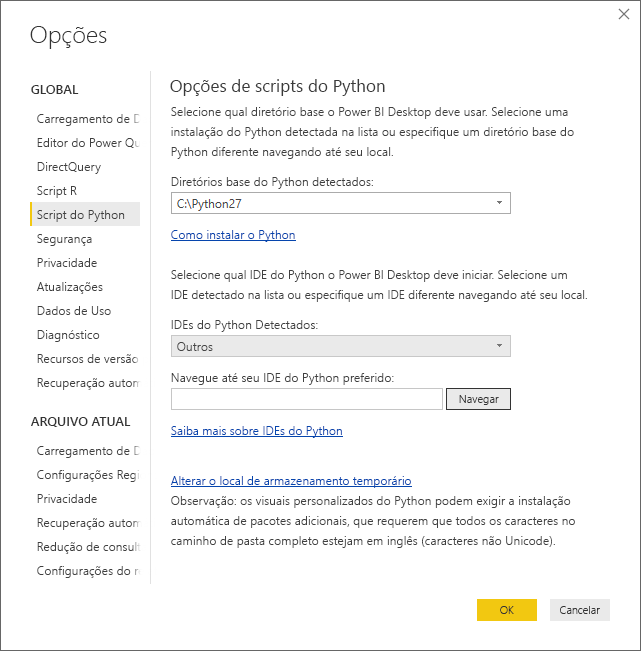 Opções
GLOBAL
Carregamento de D
Editor do Power Qu
DirectQuery
Script R
Script do Python
Segurança
Privacidade
Atualizações
Dados de Uso
Diagnóstico
Recursos de versão
Recuperação autom
ARQUIVO ATUAL
Carregamento de D
Configurações Regi
Privacidade
Recuperação autom
Redução de consult
Configurações do re
Opções de scripts do Python
Selecione qual diretório base o Power BI Desktop deve usar. Selecione uma
instalação do Python detectada na lista ou especifique um diretório base do
Python diferente navegando até seu local.
Diretórios base do Python detectados:
C:\Python27
Como instalar o Python
Selecione qual IDE do Python o Power BI Desktop deve iniciar. Selecione um
IDE detectado na lista ou especifique um IDE diferente navegando até seu local.
IDEs do Python Detectados:
Outros
Navegue até seu IDE do Python preferido:
Navegar
Saiba mais sobre IDEs do Python
Alterar o local de armazenamento temporário
Observação: os visuais personalizados do Python podem exigir a instalação
automática de pacotes adicionais, que requerem que todos os caracteres no
caminho de pasta completo estejam em inglês (caracteres não Unicode).
OK
Cancelar